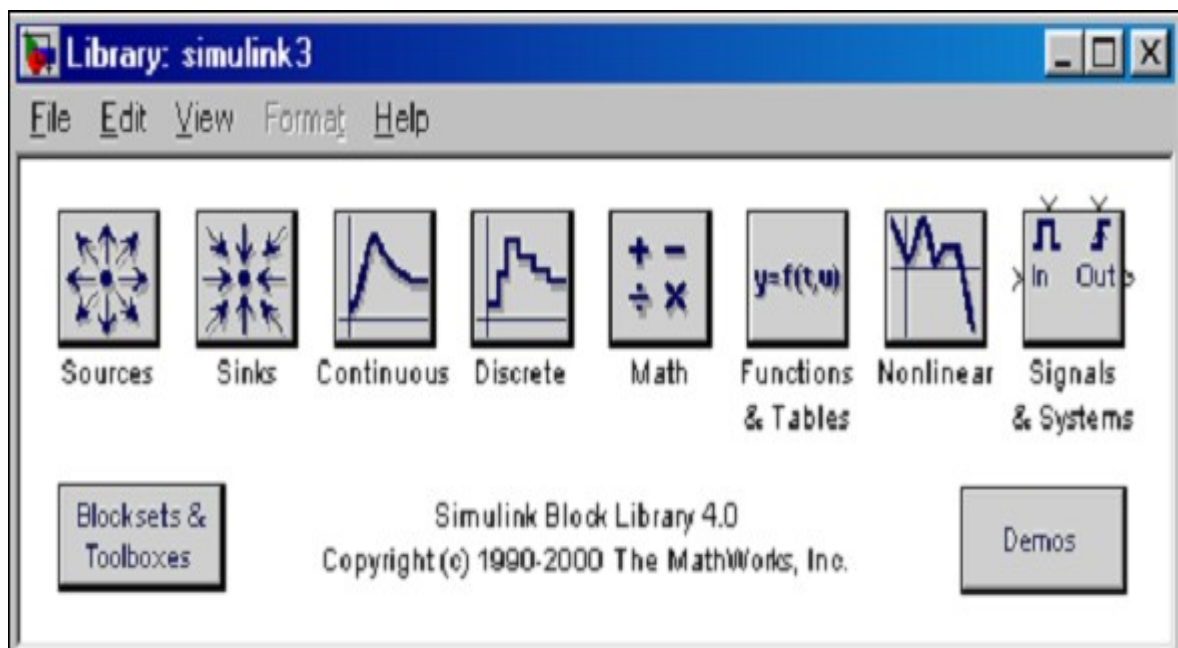 Library: simulink3
File Edit View Format Help
+ −
÷ ×
y=f(t,u)
In Out
Sources Sinks Continuous Discrete Math Functions & Tables Nonlinear Signals & Systems
Blocksets &
Toolboxes
Simulink Block Library 4.0
Copyright (c) 1990-2000 The MathWorks, Inc.
Demos